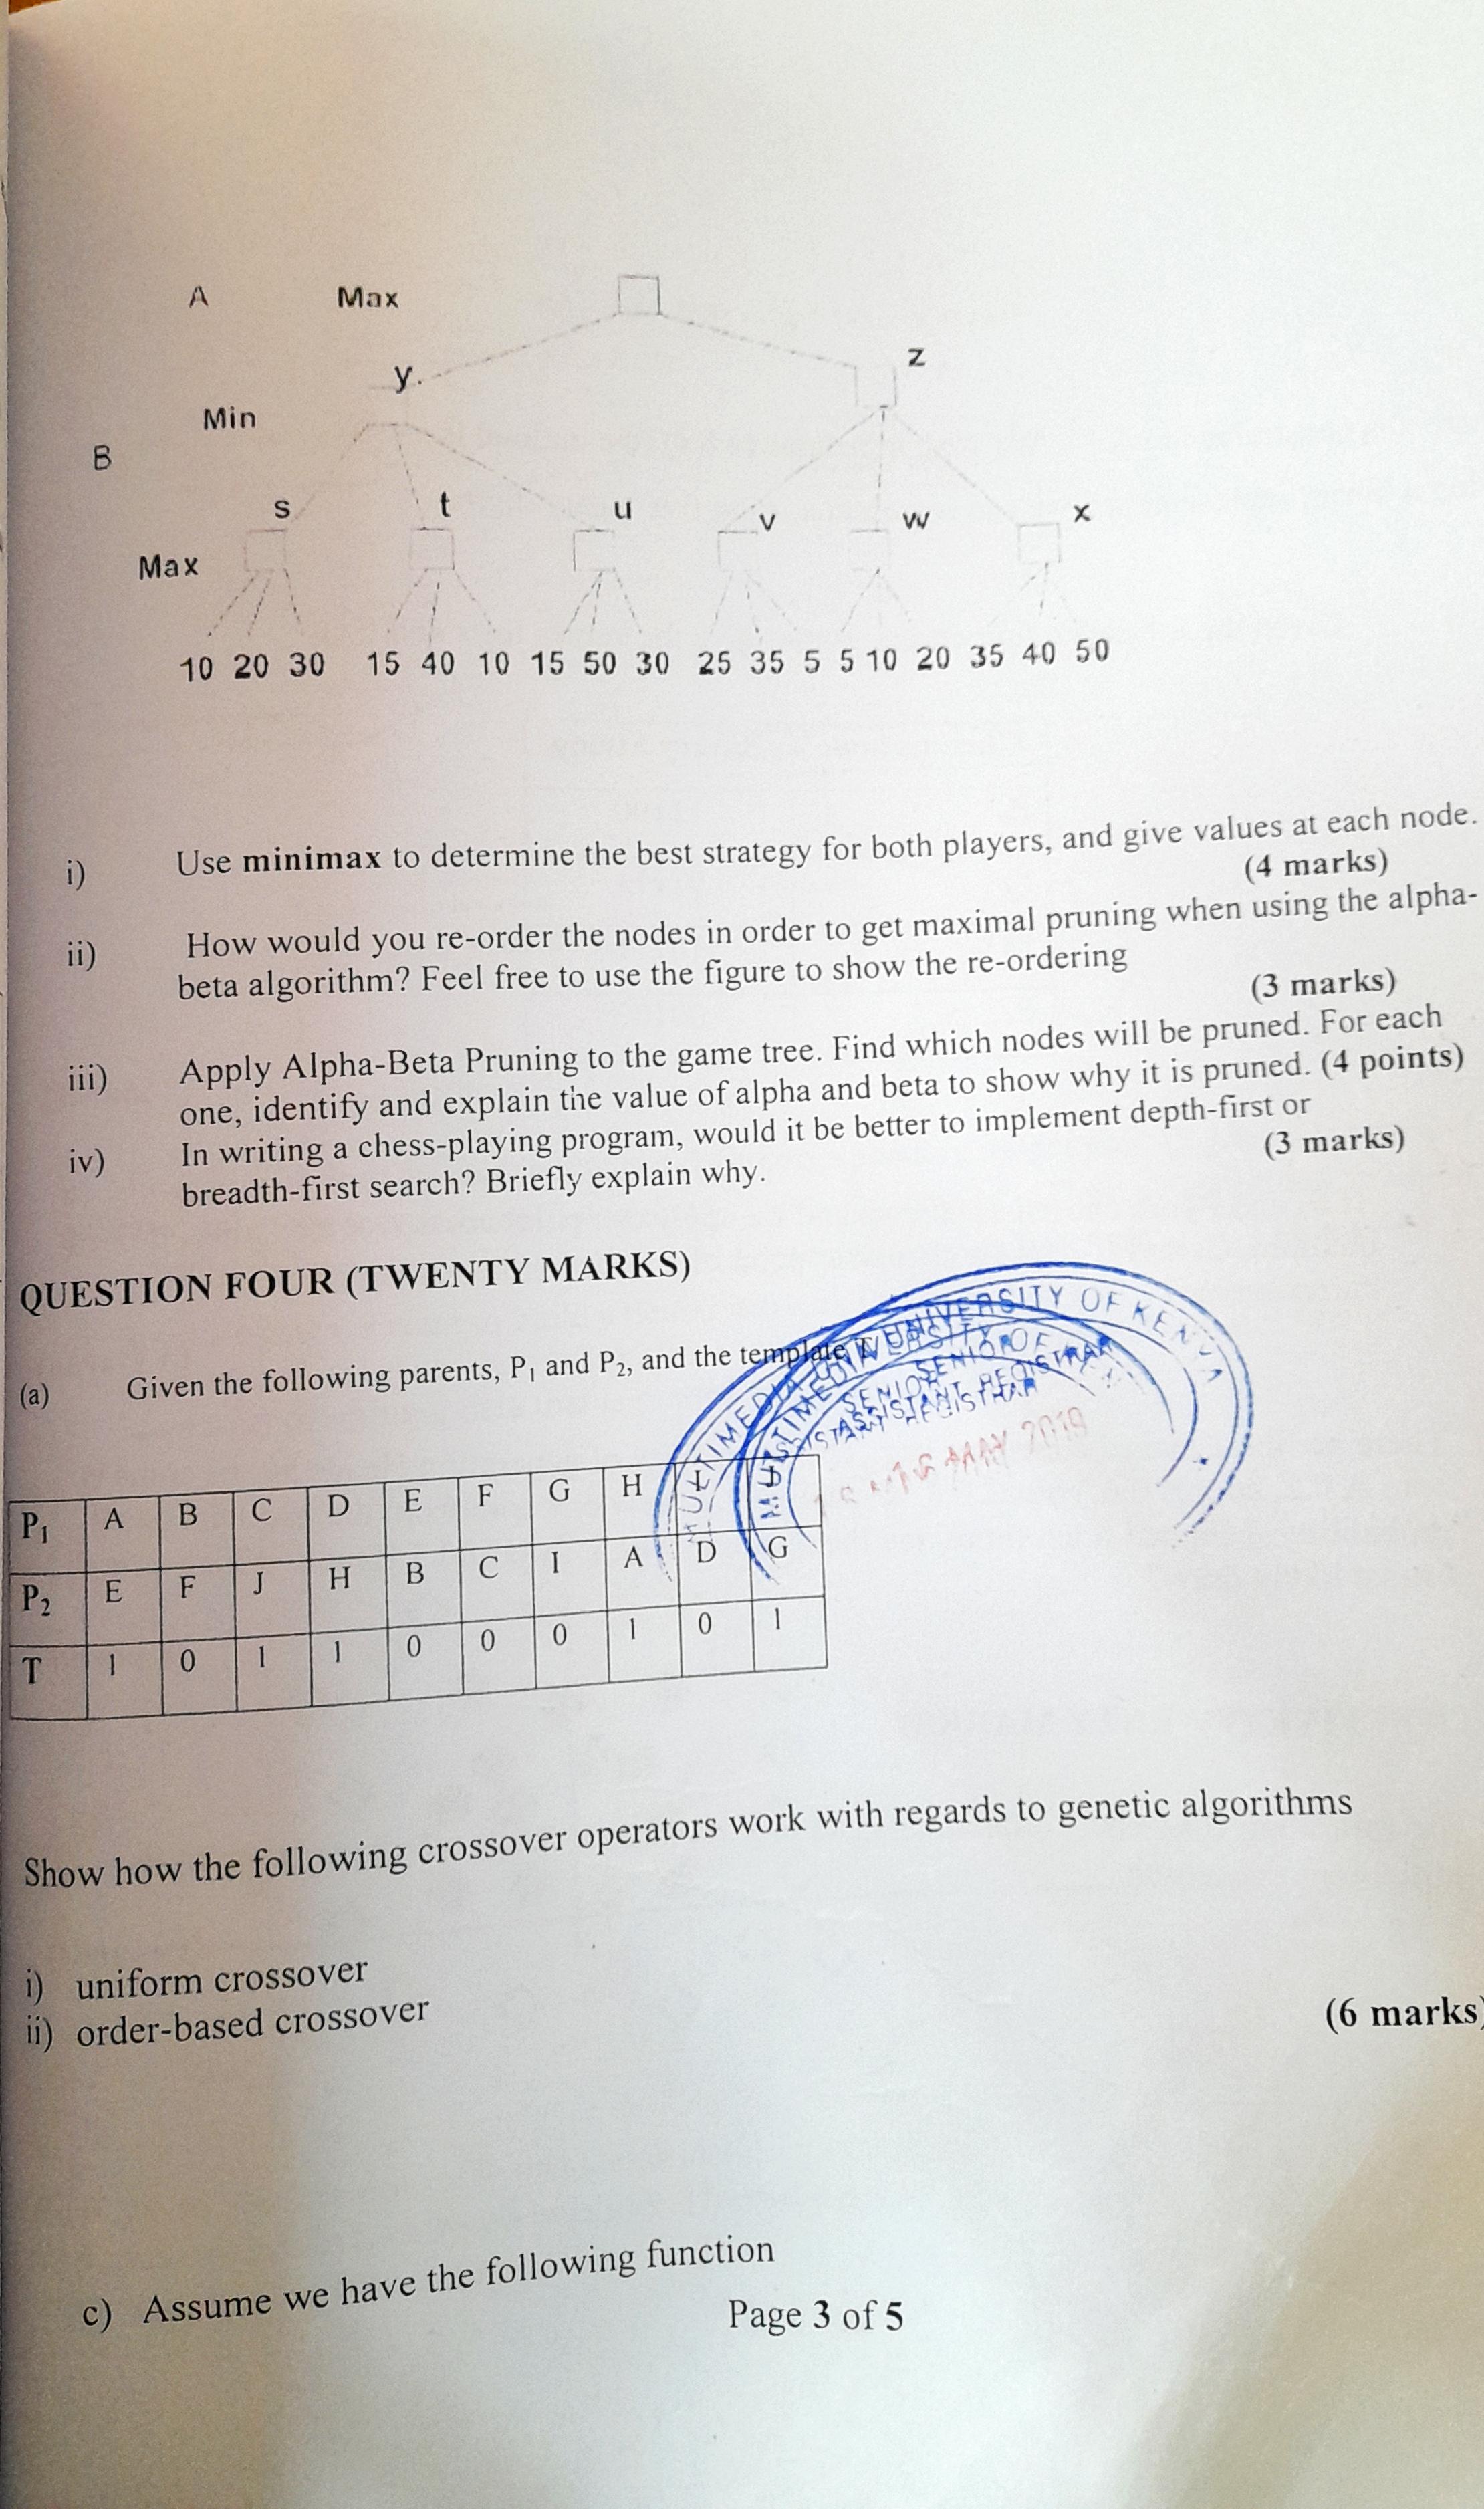 A Max
y. z
Min
B
s t u v w x
Max
10 20 30 15 40 10 15 50 30 25 35 5 5 10 20 35 40 50
i) Use minimax to determine the best strategy for both players, and give values at each node.
(4 marks)
ii) How would you re-order the nodes in order to get maximal pruning when using the alpha-
beta algorithm? Feel free to use the figure to show the re-ordering
(3 marks)
iii) Apply Alpha-Beta Pruning to the game tree. Find which nodes will be pruned. For each
one, identify and explain the value of alpha and beta to show why it is pruned. (4 points)
iv) In writing a chess-playing program, would it be better to implement depth-first or
breadth-first search? Briefly explain why.
(3 marks)
QUESTION FOUR (TWENTY MARKS)
(a) Given the following parents, P1 and P2, and the template T
MULTIMEDIA UNIVERSITY OF KENYA
SENIOR
ASSISTANT REGISTRAR
MULTIMEDIA UNIVERSITY OF
SENIOR
ASSISTANT REGISTRAR
MAY 2019
P1 A B C D E F G H I J
P2 E F J H B C I A D G
T 1 0 1 1 0 0 0 1 0 1
Show how the following crossover operators work with regards to genetic algorithms
i) uniform crossover
ii) order-based crossover
(6 marks)
c) Assume we have the following function
Page 3 of 5